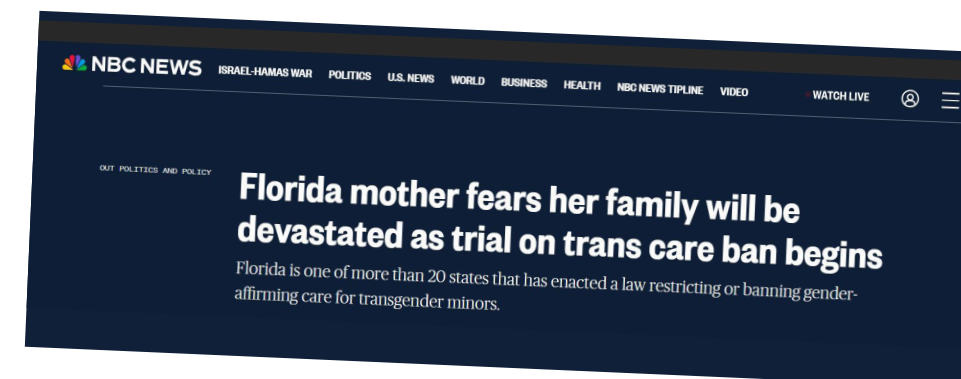 NBC NEWS ISRAEL-HAMAS WAR POLITICS U.S. NEWS WORLD BUSINESS HEALTH NBC NEWS TIPLINE VIDEO WATCH LIVE
OUT POLITICS AND POLICY
Florida mother fears her family will be
devastated as trial on trans care ban begins
Florida is one of more than 20 states that has enacted a law restricting or banning gender-
affirming care for transgender minors.